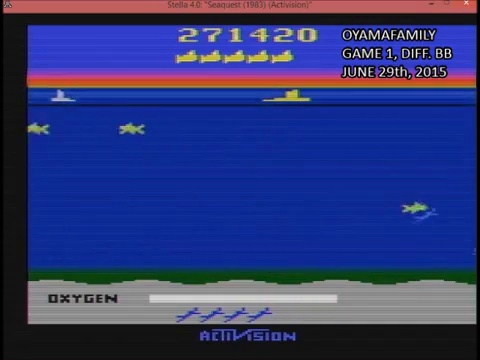 Stella 4.0: "Seaquest (1983) (Activision)"
271420
OYAMAFAMILY
GAME 1, DIFF. BB
JUNE 29th, 2015
OXYGEN
ACTIVISION